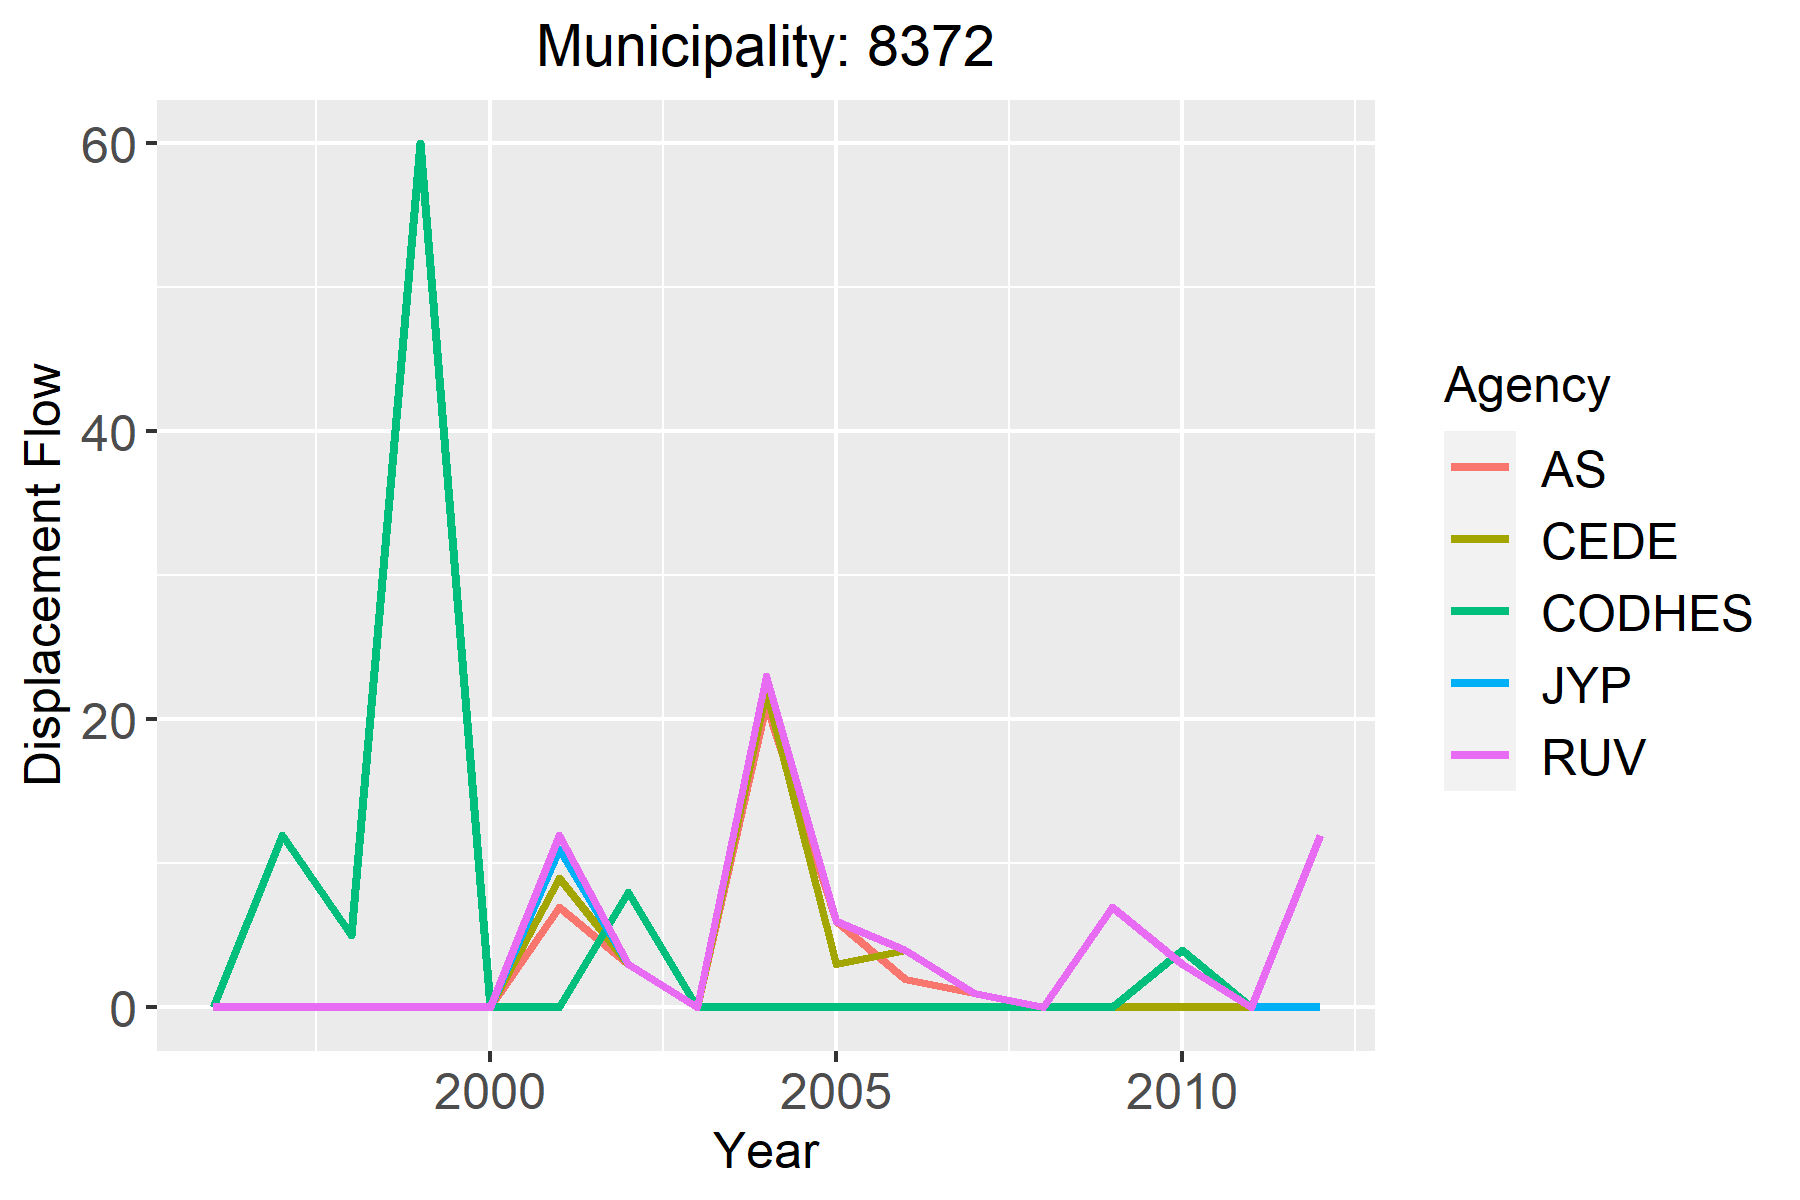 Municipality: 8372
60
40
20
0
Displacement Flow
2000 2005 2010
Year
Agency
AS
CEDE
CODHES
JYP
RUV